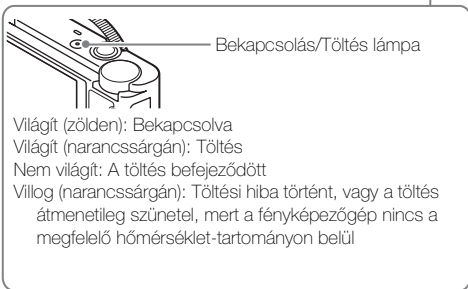 Bekapcsolás/Töltés lámpa
Világít (zölden): Bekapcsolva
Világít (narancssárgán): Töltés
Nem világít: A töltés befejeződött
Villog (narancssárgán): Töltési hiba történt, vagy a töltés
átmenetileg szünetel, mert a fényképezőgép nincs a
megfelelő hőmérséklet-tartományon belül